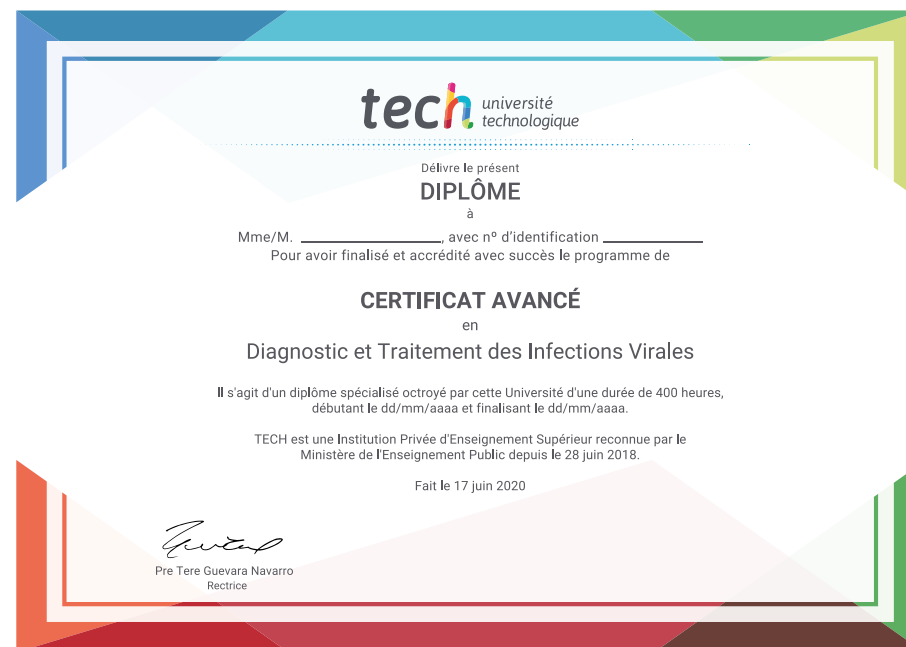 tech université
technologique
Délivre le présent
DIPLÔME
à
Mme/M. ____________________, avec nº d'identification ______________
Pour avoir finalisé et accrédité avec succès le programme de
CERTIFICAT AVANCÉ
en
Diagnostic et Traitement des Infections Virales
Il s'agit d'un diplôme spécialisé octroyé par cette Université d'une durée de 400 heures,
débutant le dd/mm/aaaa et finalisant le dd/mm/aaaa.
TECH est une Institution Privée d'Enseignement Supérieur reconnue par le
Ministère de l'Enseignement Public depuis le 28 juin 2018.
Fait le 17 juin 2020
Pre Tere Guevara Navarro
Rectrice